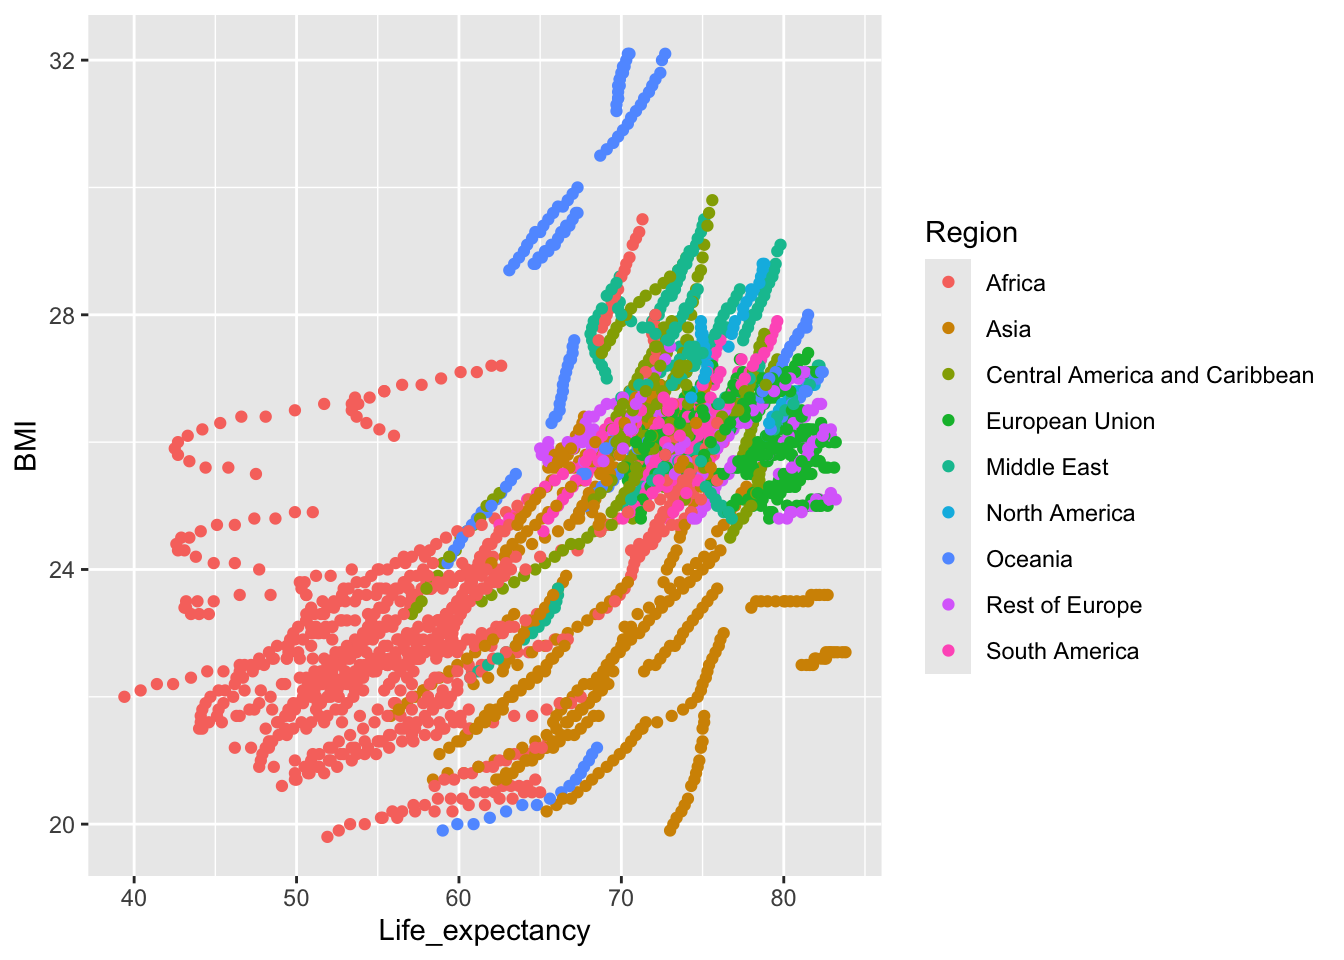 32
28
24
20
BMI
40 50 60 70 80
Life_expectancy
Region
Africa
Asia
Central America and Caribbean
European Union
Middle East
North America
Oceania
Rest of Europe
South America